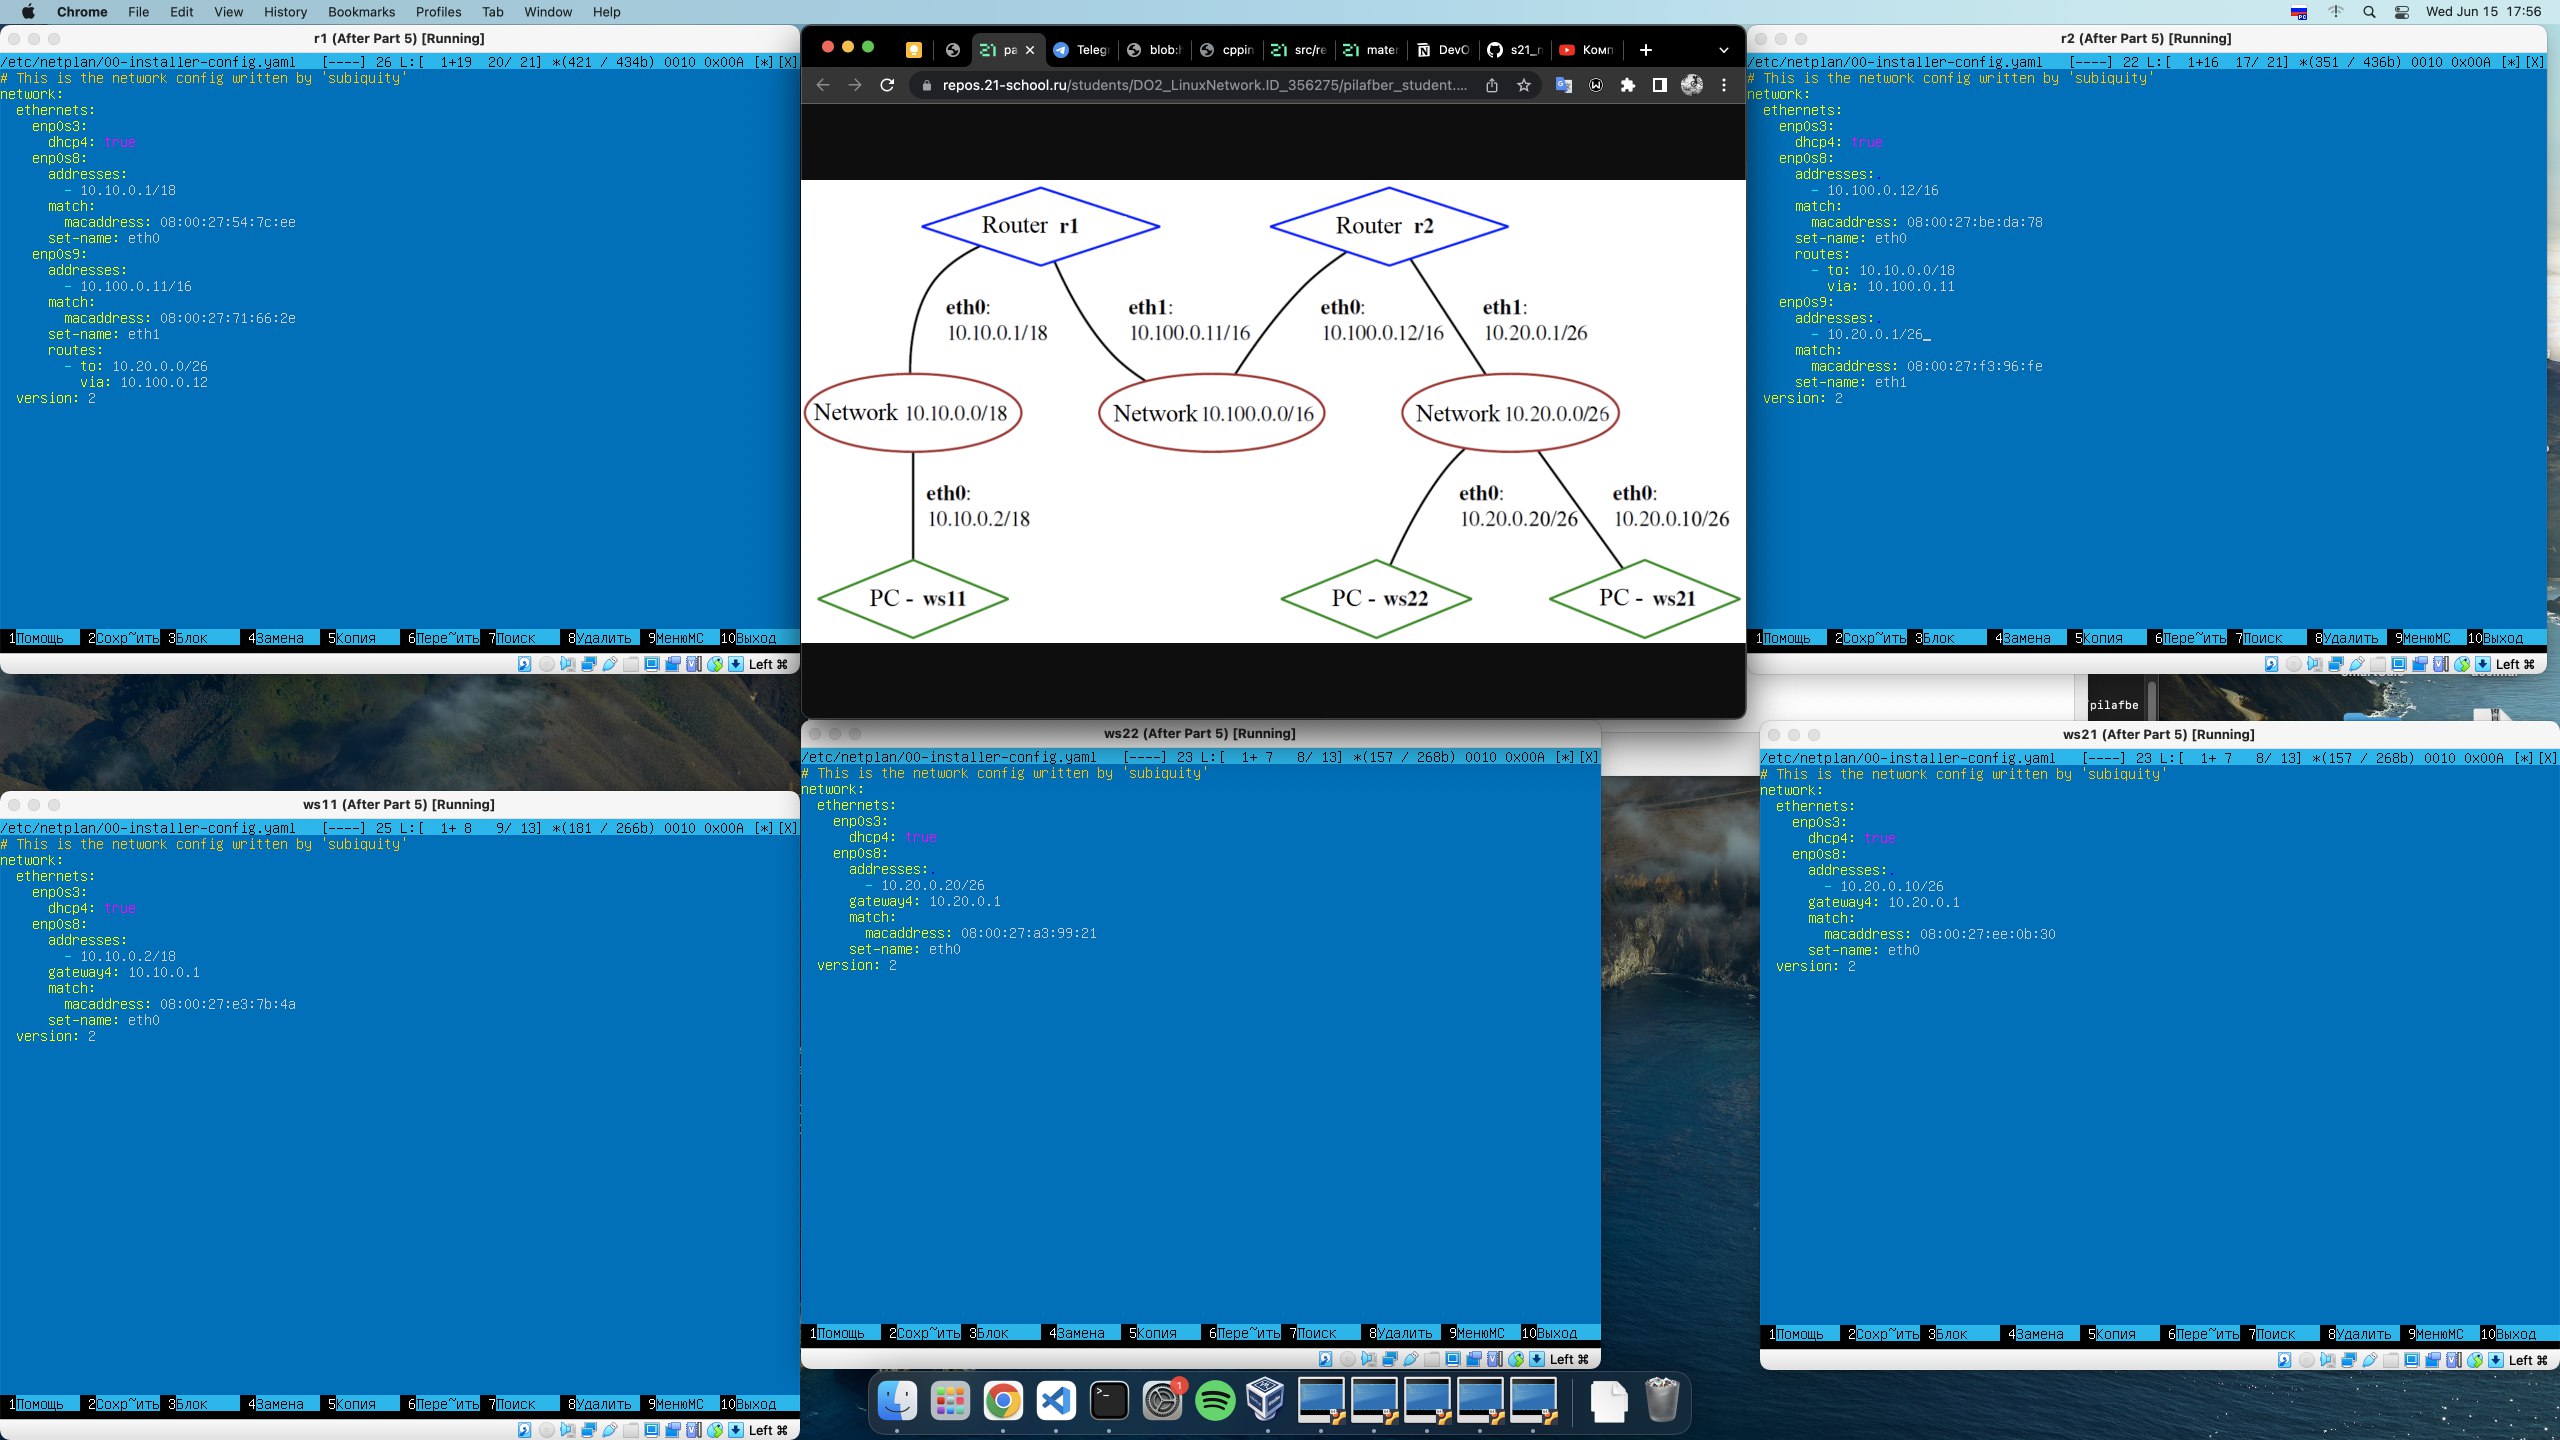 Chrome File Edit View History Bookmarks Profiles Tab Window Help
Wed Jun 15 17:56
r1 (After Part 5) [Running]
/etc/netplan/00-installer-config.yaml [----] 26 L:[ 1+19 20/ 21] *(421 / 434b) 0010 0x00A [*][X]
# This is the network config written by 'subiquity'
network:
ethernets:
enp0s3:
dhcp4: true
enp0s8:
addresses:
- 10.10.0.1/18
match:
macaddress: 08:00:27:54:7c:ee
set-name: eth0
enp0s9:
addresses:
- 10.100.0.11/16
match:
macaddress: 08:00:27:71:66:2e
set-name: eth1
routes:
- to: 10.20.0.0/26
via: 10.100.0.12
version: 2
1Помощь 2Сохр~ить 3Блок 4Замена 5Копия 6Пере~ить 7Поиск 8Удалить 9МенюMC 10Выход
Left ⌘
pa Telegr blob:h cppin src/re mater DevO s21_n Комп
repos.21-school.ru/students/DO2_LinuxNetwork.ID_356275/pilafber_student....
Router r1
Router r2
eth0:
10.10.0.1/18
eth1:
10.100.0.11/16
eth0:
10.100.0.12/16
eth1:
10.20.0.1/26
Network 10.10.0.0/18
Network 10.100.0.0/16
Network 10.20.0.0/26
eth0:
10.10.0.2/18
eth0:
10.20.0.20/26
eth0:
10.20.0.10/26
PC - ws11
PC - ws22
PC - ws21
r2 (After Part 5) [Running]
/etc/netplan/00-installer-config.yaml [----] 22 L:[ 1+16 17/ 21] *(351 / 436b) 0010 0x00A [*][X]
# This is the network config written by 'subiquity'
network:
ethernets:
enp0s3:
dhcp4: true
enp0s8:
addresses:.
- 10.100.0.12/16
match:
macaddress: 08:00:27:be:da:78
set-name: eth0
routes:
- to: 10.10.0.0/18
via: 10.100.0.11
enp0s9:
addresses:.
- 10.20.0.1/26_
match:
macaddress: 08:00:27:f3:96:fe
set-name: eth1
version: 2
1Помощь 2Сохр~ить 3Блок 4Замена 5Копия 6Пере~ить 7Поиск 8Удалить 9МенюMC 10Выход
Left ⌘
pilafbe
ws11 (After Part 5) [Running]
/etc/netplan/00-installer-config.yaml [----] 25 L:[ 1+ 8 9/ 13] *(181 / 266b) 0010 0x00A [*][X]
# This is the network config written by 'subiquity'
network:
ethernets:
enp0s3:
dhcp4: true
enp0s8:
addresses:
- 10.10.0.2/18
gateway4: 10.10.0.1
match:
macaddress: 08:00:27:e3:7b:4a
set-name: eth0
version: 2
1Помощь 2Сохр~ить 3Блок 4Замена 5Копия 6Пере~ить 7Поиск 8Удалить 9МенюMC 10Выход
Left ⌘
ws22 (After Part 5) [Running]
/etc/netplan/00-installer-config.yaml [----] 23 L:[ 1+ 7 8/ 13] *(157 / 268b) 0010 0x00A [*][X]
# This is the network config written by 'subiquity'
network:
ethernets:
enp0s3:
dhcp4: true
enp0s8:
addresses:.
- 10.20.0.20/26
gateway4: 10.20.0.1
match:
macaddress: 08:00:27:a3:99:21
set-name: eth0
version: 2
1Помощь 2Сохр~ить 3Блок 4Замена 5Копия 6Пере~ить 7Поиск 8Удалить 9МенюMC 10Выход
Left ⌘
ws21 (After Part 5) [Running]
/etc/netplan/00-installer-config.yaml [----] 23 L:[ 1+ 7 8/ 13] *(157 / 268b) 0010 0x00A [*][X]
# This is the network config written by 'subiquity'
network:
ethernets:
enp0s3:
dhcp4: true
enp0s8:
addresses:.
- 10.20.0.10/26
gateway4: 10.20.0.1
match:
macaddress: 08:00:27:ee:0b:30
set-name: eth0
version: 2
1Помощь 2Сохр~ить 3Блок 4Замена 5Копия 6Пере~ить 7Поиск 8Удалить 9МенюMC 10Выход
Left ⌘
1